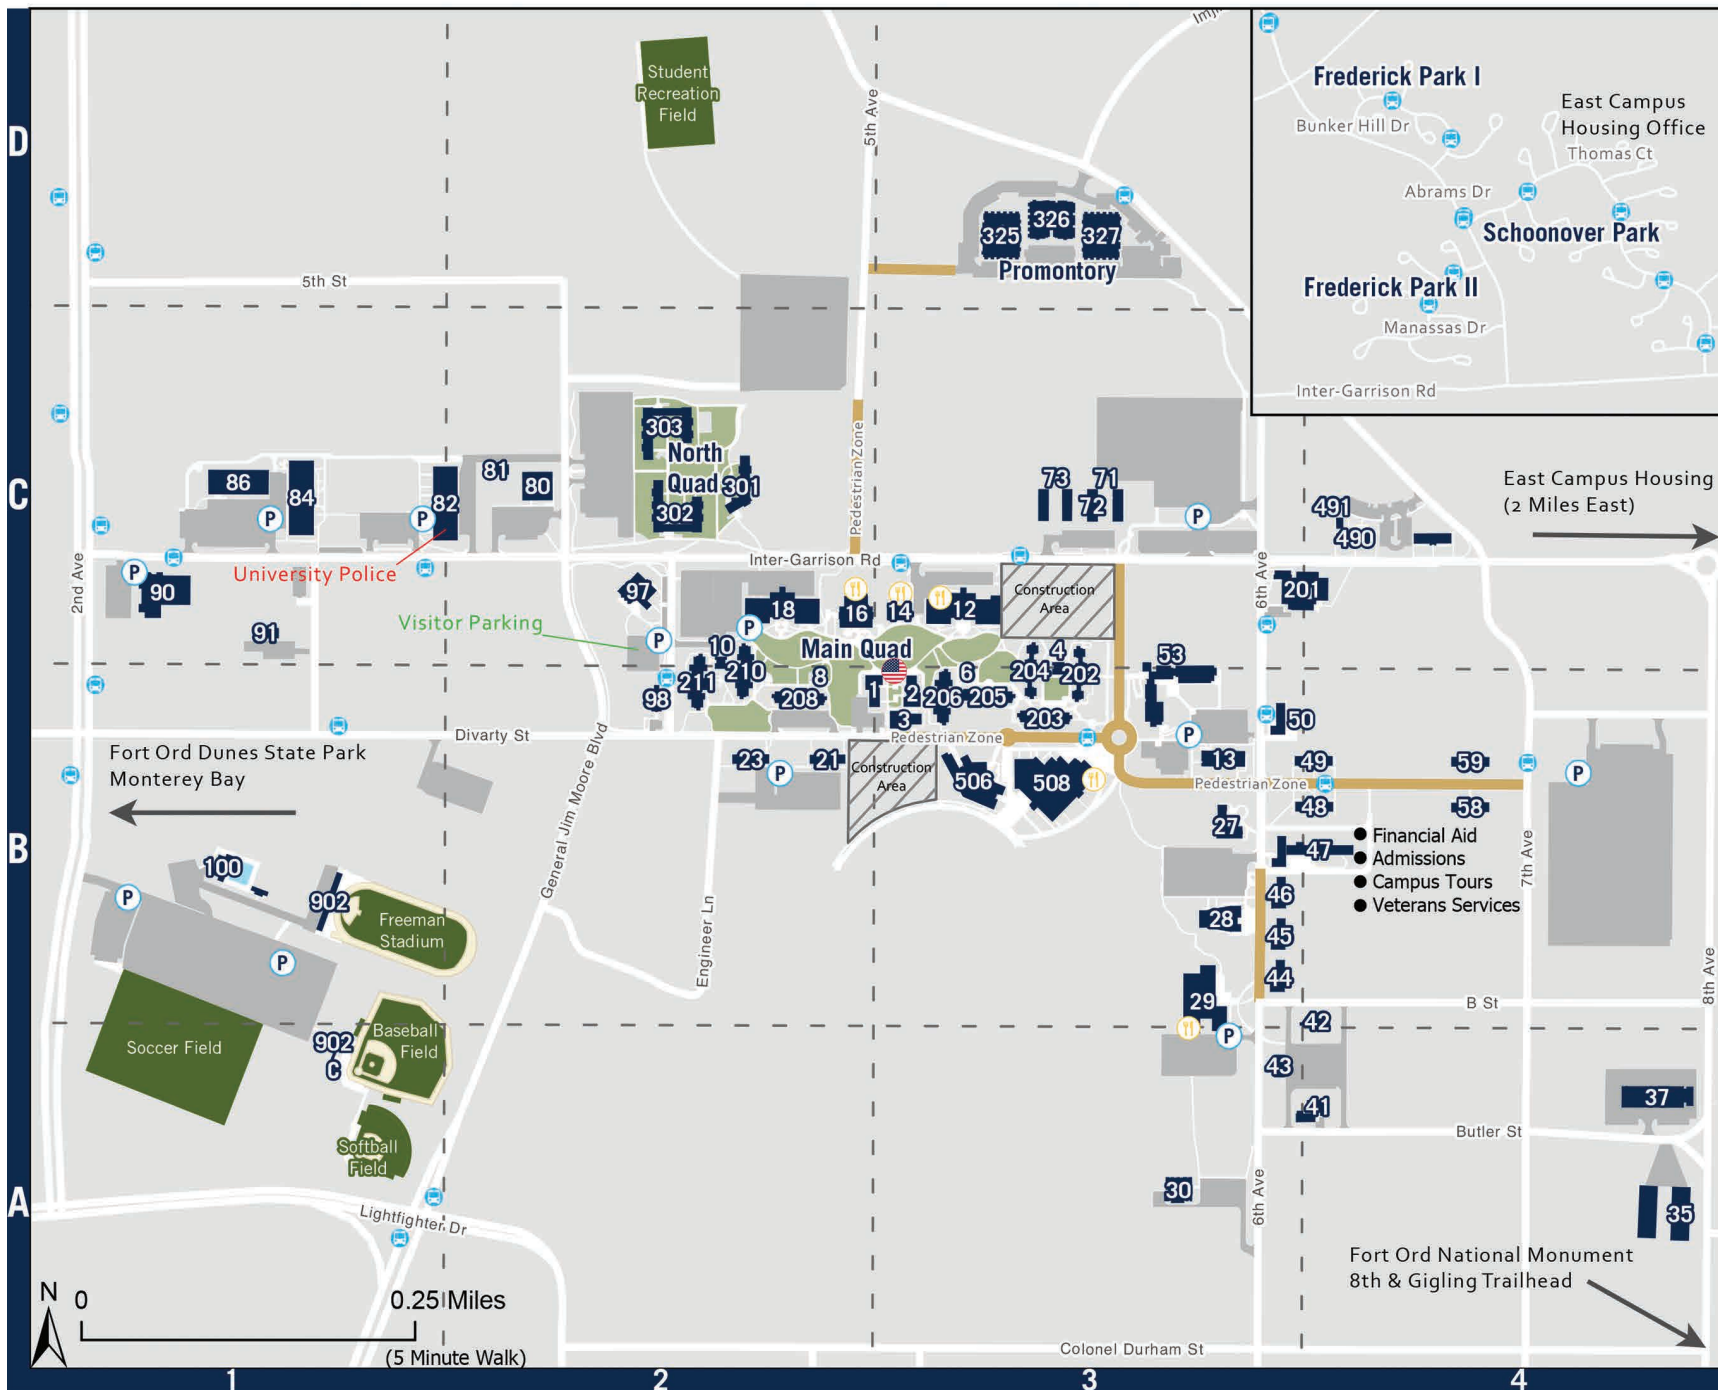 Imjin
Student
Recreation
Field
5th Ave
Frederick Park I
East Campus
Housing Office
Bunker Hill Dr
Thomas Ct
Abrams Dr
Schoonover Park
Frederick Park II
Manassas Dr
Inter-Garrison Rd
D
325
326
327
Promontory
5th St
303
North
Quad
301
302
Pedestrian Zone
C
86
84
P
P
82
81
80
73
71
72
P
491
490
East Campus Housing
(2 Miles East)
2nd Ave
Inter-Garrison Rd
6th Ave
University Police
P
90
91
97
Visitor Parking
P
18
P
16
14
12
Construction
Area
201
Main Quad
10
210
211
98
8
208
1
2
3
6
206
205
204
4
202
203
53
50
P
13
Divarty St
Pedestrian Zone
Fort Ord Dunes State Park
Monterey Bay
General Jim Moore Blvd
23
P
21
Construction
Area
506
508
49
59
P
Pedestrian Zone
48
58
27
B
47
Financial Aid
Admissions
Campus Tours
Veterans Services
7th Ave
100
P
902
Freeman
Stadium
P
Engineer Ln
46
28
45
44
29
P
B St
8th Ave
42
Soccer Field
902
C
Baseball
Field
43
41
37
Butler St
Softball
Field
A
30
6th Ave
35
Lightfighter Dr
Fort Ord National Monument
8th & Gigling Trailhead
N
0
0.25 Miles
(5 Minute Walk)
Colonel Durham St
1
2
3
4